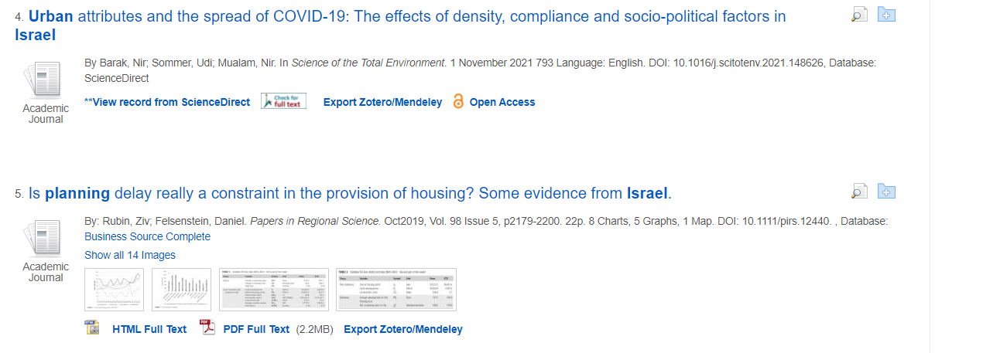 4. Urban attributes and the spread of COVID-19: The effects of density, compliance and socio-political factors in
Israel
By Barak, Nir; Sommer, Udi; Mualam, Nir. In Science of the Total Environment. 1 November 2021 793 Language: English. DOI: 10.1016/j.scitotenv.2021.148626, Database:
ScienceDirect
Academic
Journal
**View record from ScienceDirect Check for full text Export Zotero/Mendeley Open Access
5. Is planning delay really a constraint in the provision of housing? Some evidence from Israel.
By: Rubin, Ziv; Felsenstein, Daniel. Papers in Regional Science. Oct2019, Vol. 98 Issue 5, p2179-2200. 22p. 8 Charts, 5 Graphs, 1 Map. DOI: 10.1111/pirs.12440. , Database:
Business Source Complete
Show all 14 Images
Academic
Journal
HTML Full Text PDF PDF Full Text (2.2MB) Export Zotero/Mendeley